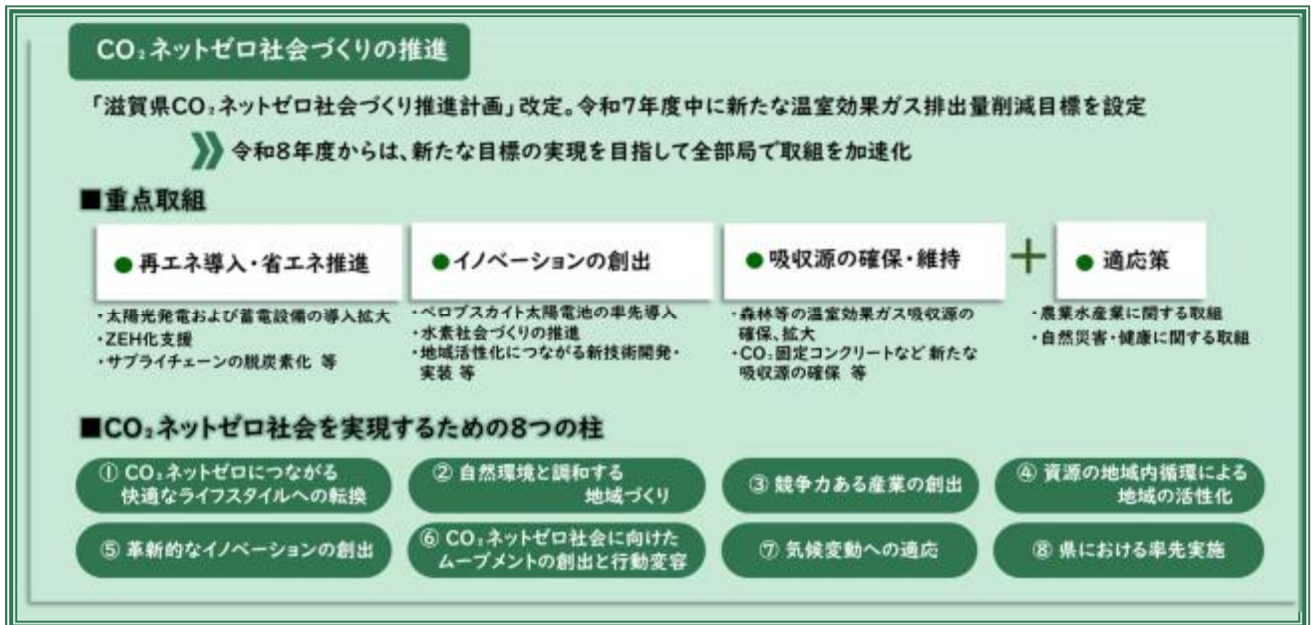 CO₂ネットゼロ社会づくりの推進
「滋賀県CO₂ネットゼロ社会づくり推進計画」改定。令和7年度中に新たな温室効果ガス排出量削減目標を設定
令和8年度からは、新たな目標の実現を目指して全部局で取組を加速化
■重点取組
●再エネ導入・省エネ推進
・太陽光発電および蓄電設備の導入拡大
・ZEH化支援
・サプライチェーンの脱炭素化 等
●イノベーションの創出
・ペロブスカイト太陽電池の率先導入
・水素社会づくりの推進
・地域活性化につながる新技術開発・
実装 等
●吸収源の確保・維持
・森林等の温室効果ガス吸収源の
確保、拡大
・CO₂固定コンクリートなど 新たな
吸収源の確保 等
+
●適応策
・農業水産業に関する取組
・自然災害・健康に関する取組
■CO₂ネットゼロ社会を実現するための8つの柱
① CO₂ネットゼロにつながる
快適なライフスタイルへの転換
② 自然環境と調和する
地域づくり
③ 競争力ある産業の創出
④ 資源の地域内循環による
地域の活性化
⑤ 革新的なイノベーションの創出
⑥ CO₂ネットゼロ社会に向けた
ムーブメントの創出と行動変容
⑦ 気候変動への適応
⑧ 県における率先実施